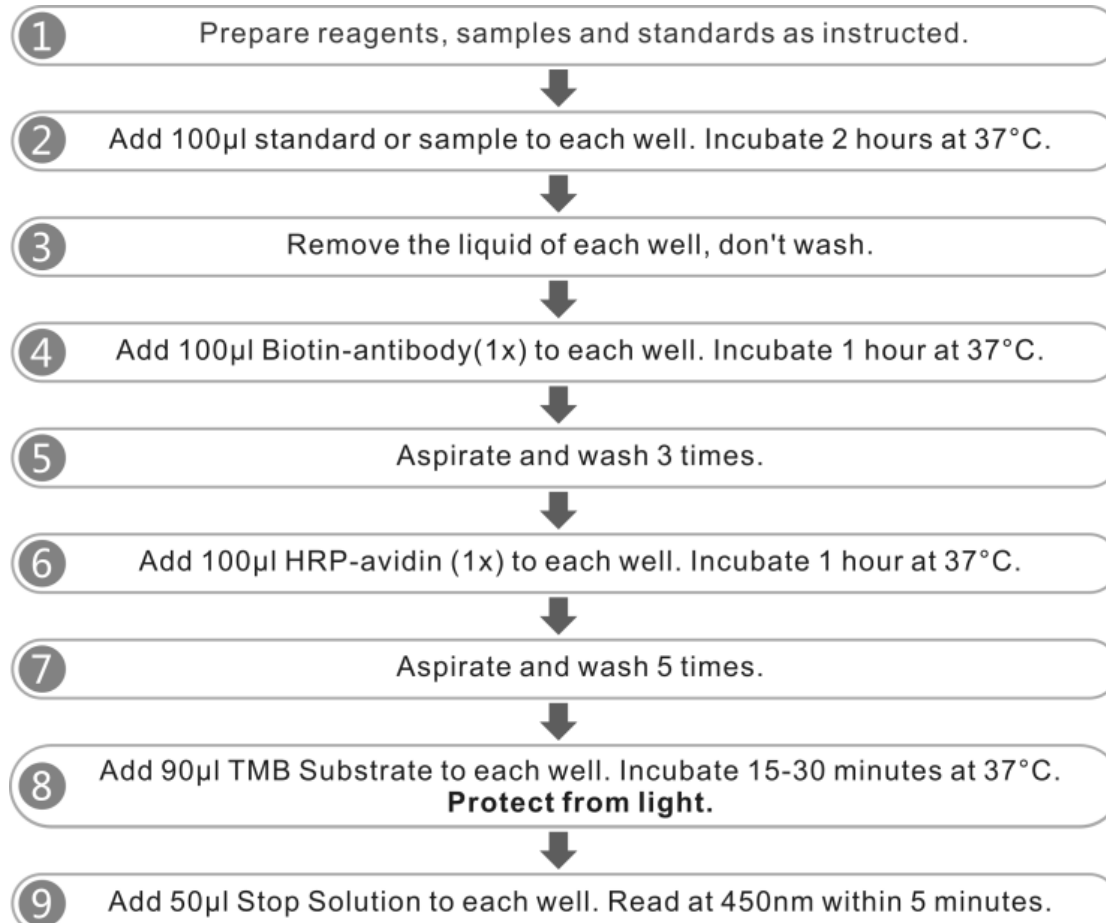 1 Prepare reagents, samples and standards as instructed.
2 Add 100µl standard or sample to each well. Incubate 2 hours at 37°C.
3 Remove the liquid of each well, don't wash.
4 Add 100µl Biotin-antibody(1x) to each well. Incubate 1 hour at 37°C.
5 Aspirate and wash 3 times.
6 Add 100µl HRP-avidin (1x) to each well. Incubate 1 hour at 37°C.
7 Aspirate and wash 5 times.
8 Add 90µl TMB Substrate to each well. Incubate 15-30 minutes at 37°C.
Protect from light.
9 Add 50µl Stop Solution to each well. Read at 450nm within 5 minutes.